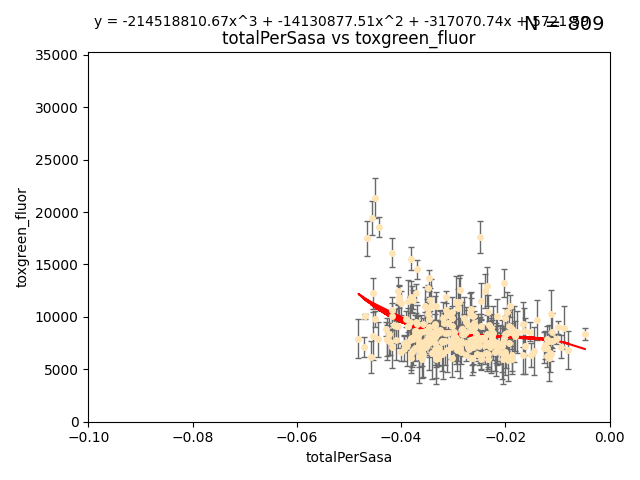 y = -214518810.67x^3 + -14130877.51x^2 + -317070.74x +
N = 809
totalPerSasa vs toxgreen_fluor
35000
30000
25000
20000
15000
10000
5000
0
toxgreen_fluor
−0.10
−0.08
−0.06
−0.04
−0.02
0.00
totalPerSasa